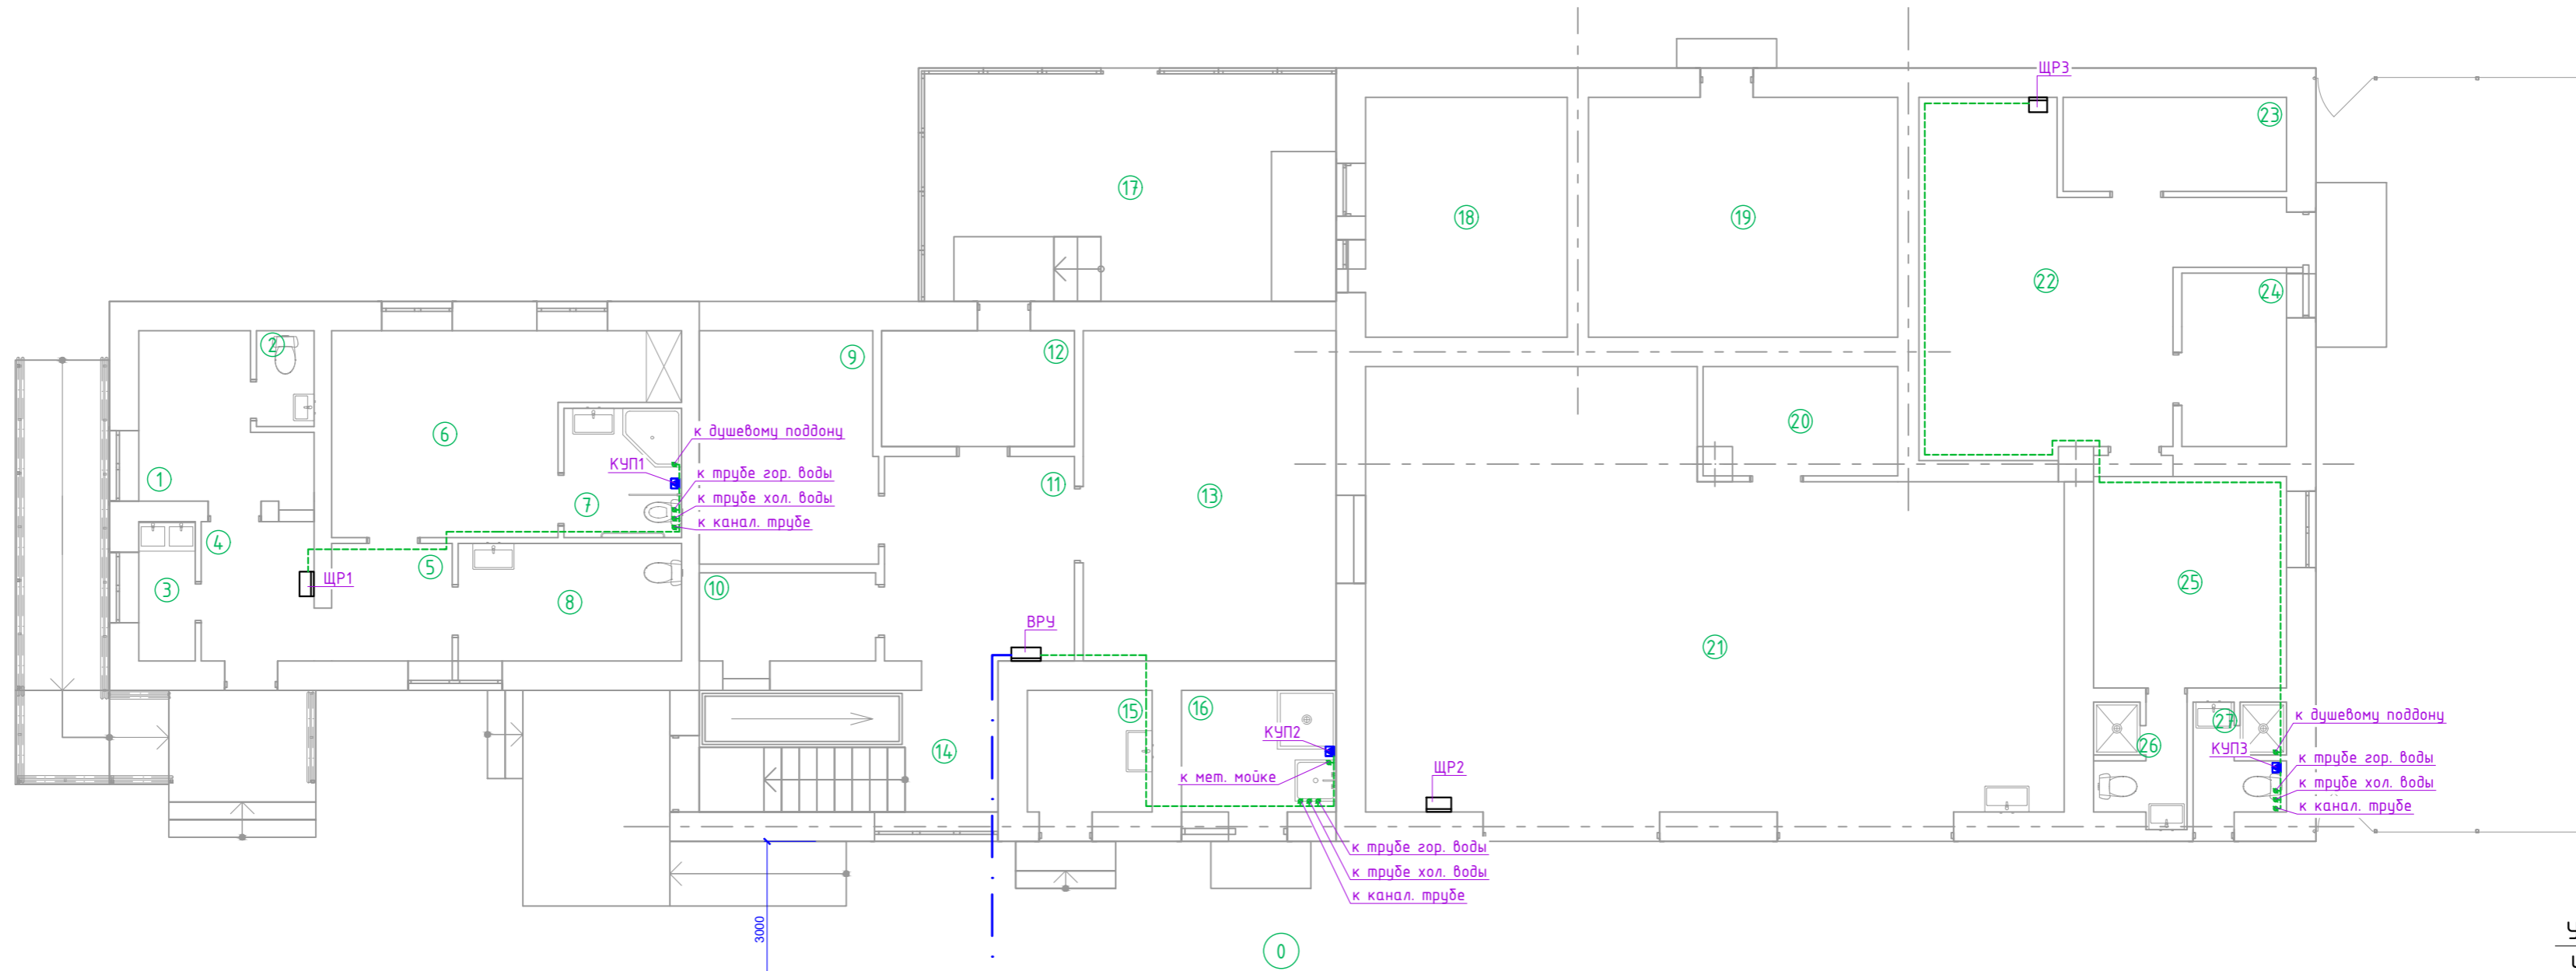 ЩР3
23
17
18
19
22
24
2
9
12
20
6
к душевому поддону
КУП1
к трубе гор. воды
1
11
13
7
к трубе хол. воды
к канал. трубе
4
5
ЩР1
3
8
10
25
ВРУ
21
15
16
27
к душевому поддону
КУП2
14
26
КУП3
к трубе гор. воды
к мет. мойке
ЩР2
к трубе хол. воды
к канал. трубе
к трубе гор. воды
к трубе хол. воды
к канал. трубе
3000
0